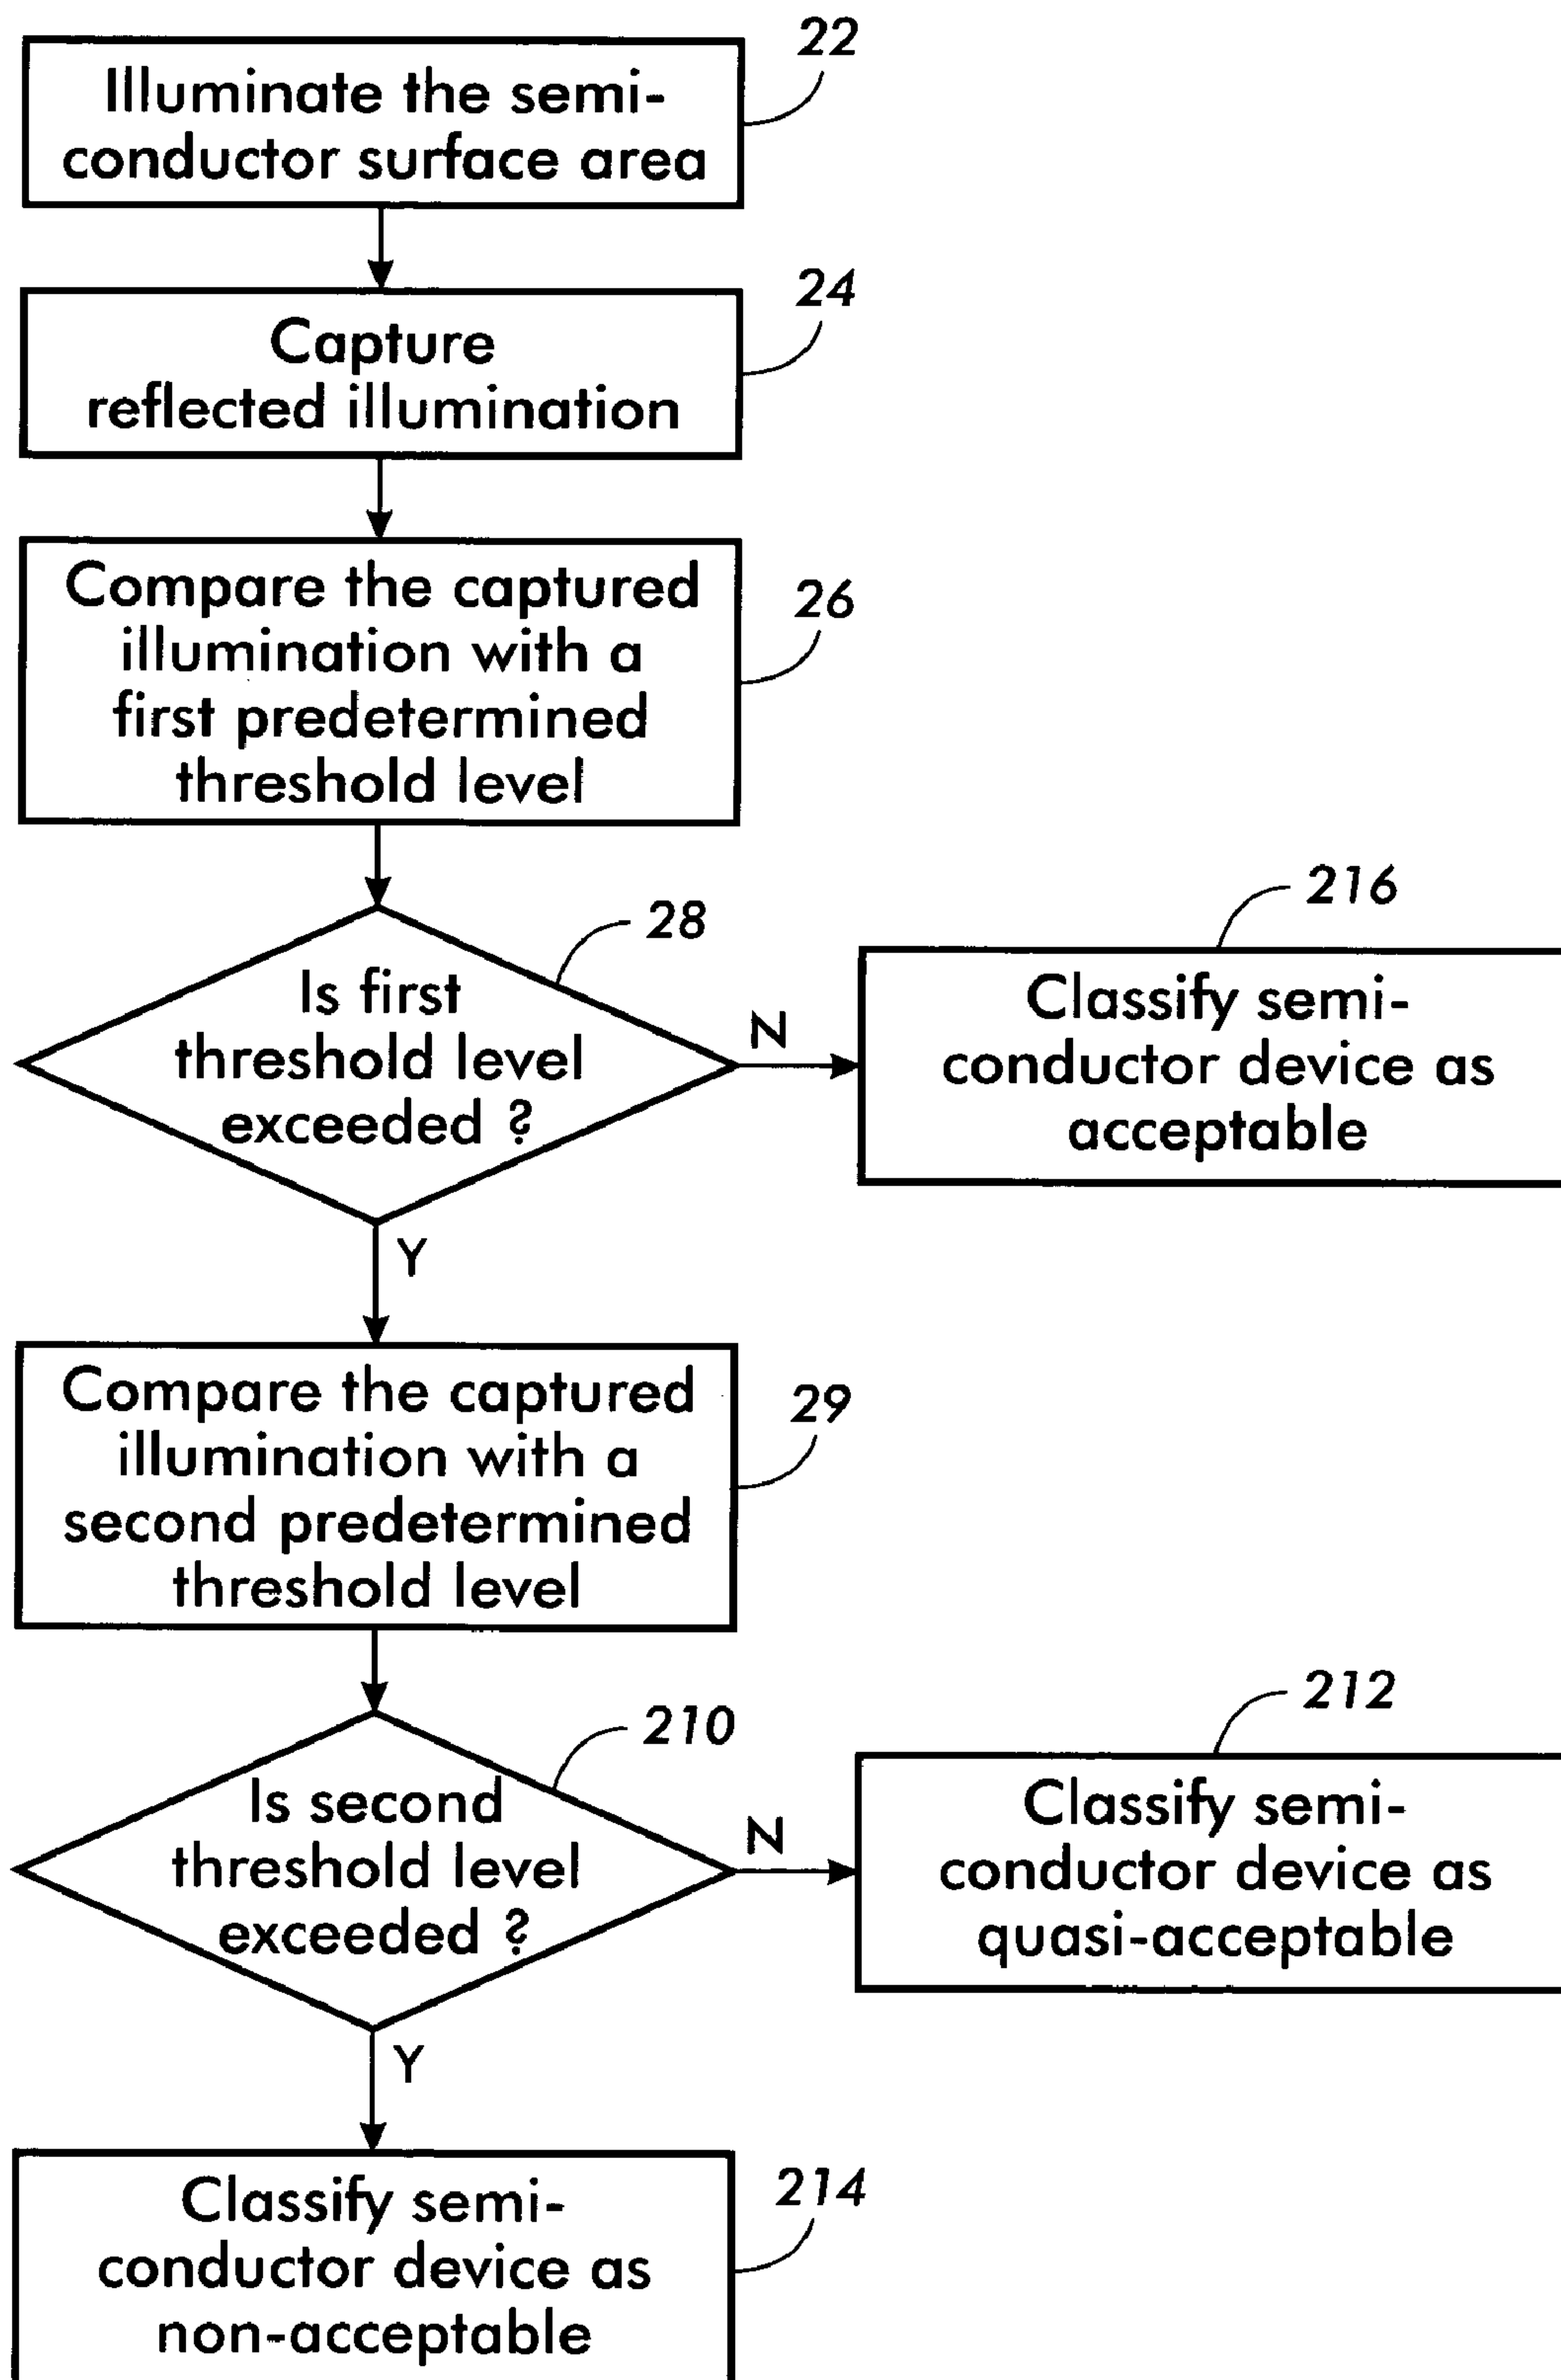 22
Illuminate the semi-
conductor surface area
24
Capture
reflected illumination
26
Compare the captured
illumination with a
first predetermined
threshold level
28
Is first
threshold level
exceeded ?
N
216
Classify semi-
conductor device as
acceptable
Y
29
Compare the captured
illumination with a
second predetermined
threshold level
210
Is second
threshold level
exceeded ?
N
212
Classify semi-
conductor device as
quasi-acceptable
Y
214
Classify semi-
conductor device as
non-acceptable